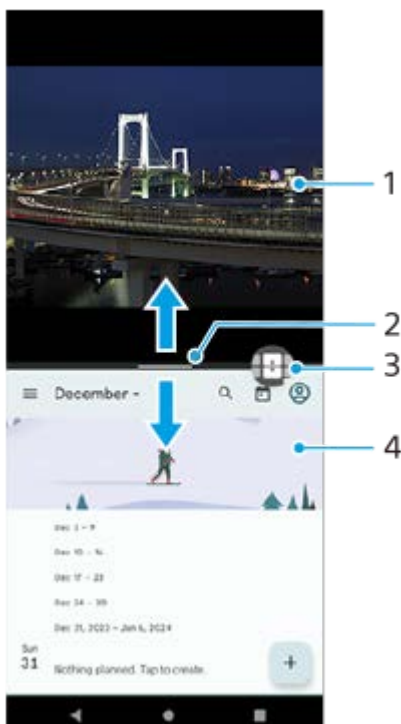 1
2
3
December
4
Dec 3 – 9
Dec 10 – 16
Dec 17 – 23
Dec 24 – 30
Dec 31, 2023 – Jan 6, 2024
Sun
31
Nothing planned. Tap to create.
+